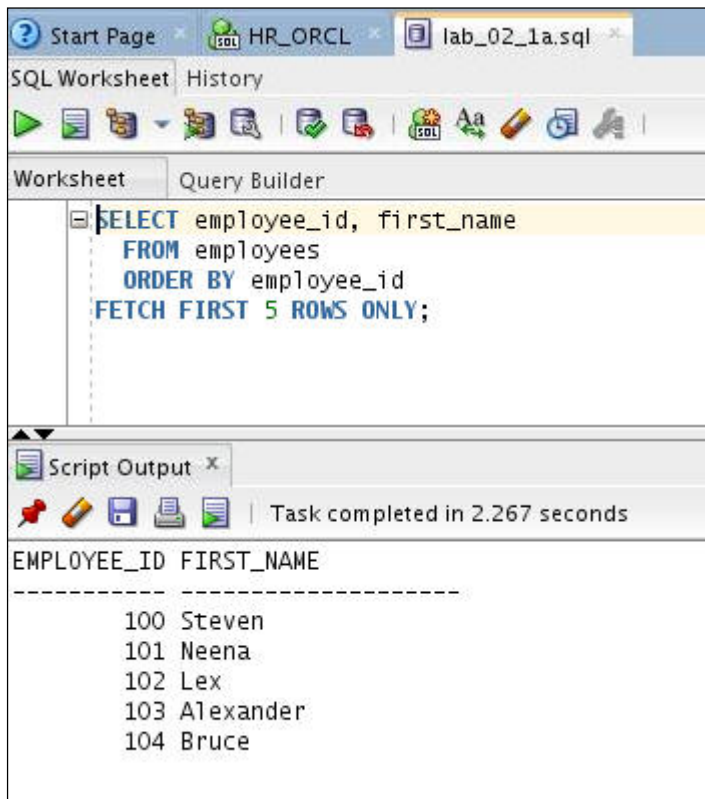 Start Page HR_ORCL lab_02_1a.sql
SQL Worksheet History
Worksheet Query Builder
SELECT employee_id, first_name
FROM employees
ORDER BY employee_id
FETCH FIRST 5 ROWS ONLY;
Script Output x
Task completed in 2.267 seconds
EMPLOYEE_ID FIRST_NAME
----------- --------------------
100 Steven
101 Neena
102 Lex
103 Alexander
104 Bruce